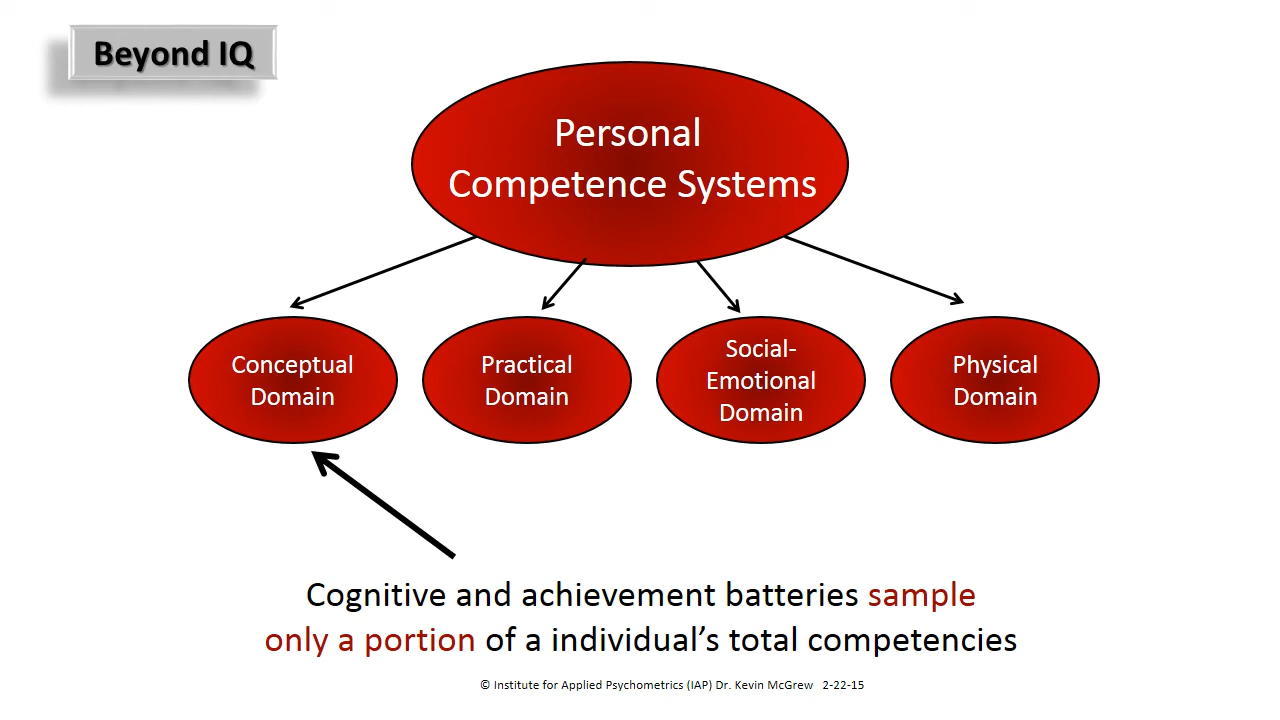 Beyond IQ
Personal
Competence Systems
Conceptual
Domain
Practical
Domain
Social-
Emotional
Domain
Physical
Domain
Cognitive and achievement batteries sample
only a portion of a individual’s total competencies
© Institute for Applied Psychometrics (IAP) Dr. Kevin McGrew 2-22-15